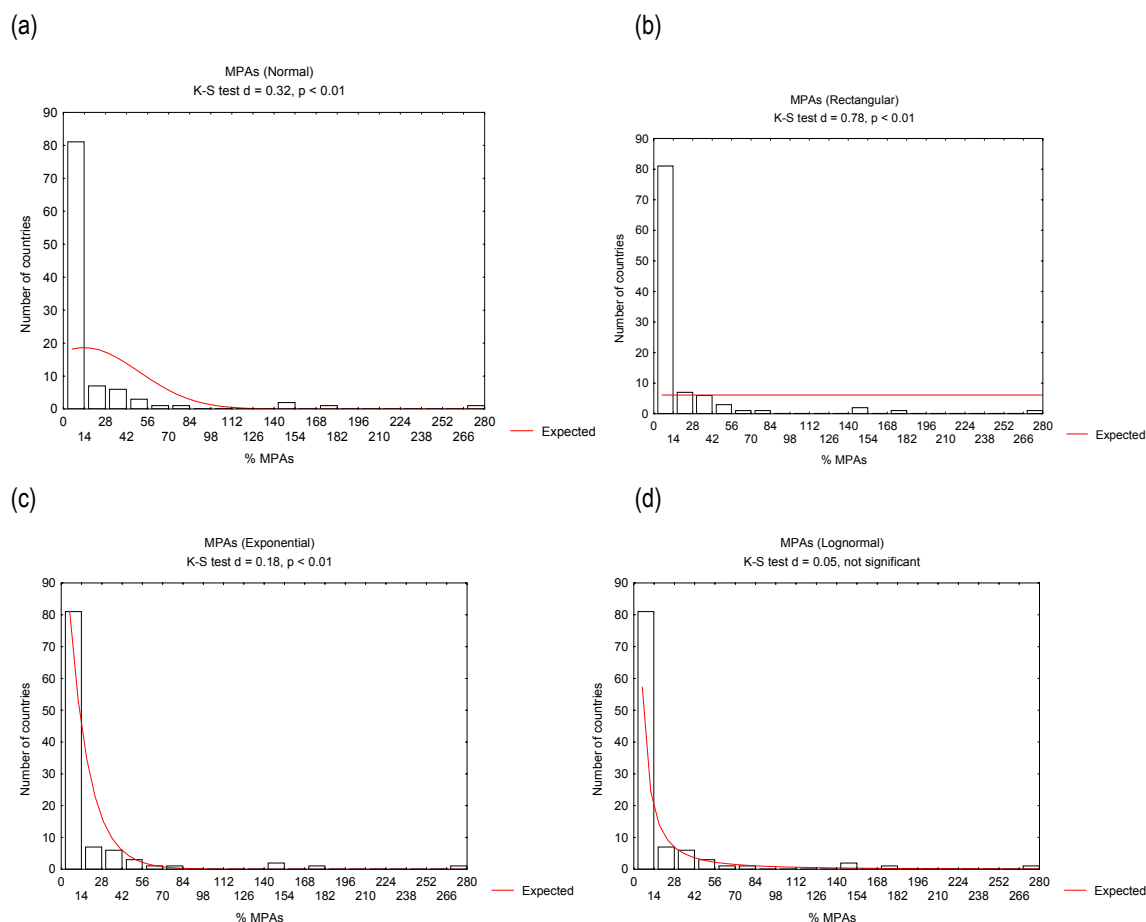 (a)
MPAs (Normal)
K-S test d = 0.32, p < 0.01
90
80
70
60
50
40
30
20
10
0
Number of countries
0 28 56 84 112 140 168 196 224 252 280
14 42 70 98 126 154 182 210 238 266
% MPAs
Expected
(b)
MPAs (Rectangular)
K-S test d = 0.78, p < 0.01
90
80
70
60
50
40
30
20
10
0
Number of countries
0 28 56 84 112 140 168 196 224 252 280
14 42 70 98 126 154 182 210 238 266
% MPAs
Expected
(c)
MPAs (Exponential)
K-S test d = 0.18, p < 0.01
90
80
70
60
50
40
30
20
10
0
Number of countries
0 28 56 84 112 140 168 196 224 252 280
14 42 70 98 126 154 182 210 238 266
% MPAs
Expected
(d)
MPAs (Lognormal)
K-S test d = 0.05, not significant
90
80
70
60
50
40
30
20
10
0
Number of countries
0 28 56 84 112 140 168 196 224 252 280
14 42 70 98 126 154 182 210 238 266
% MPAs
Expected